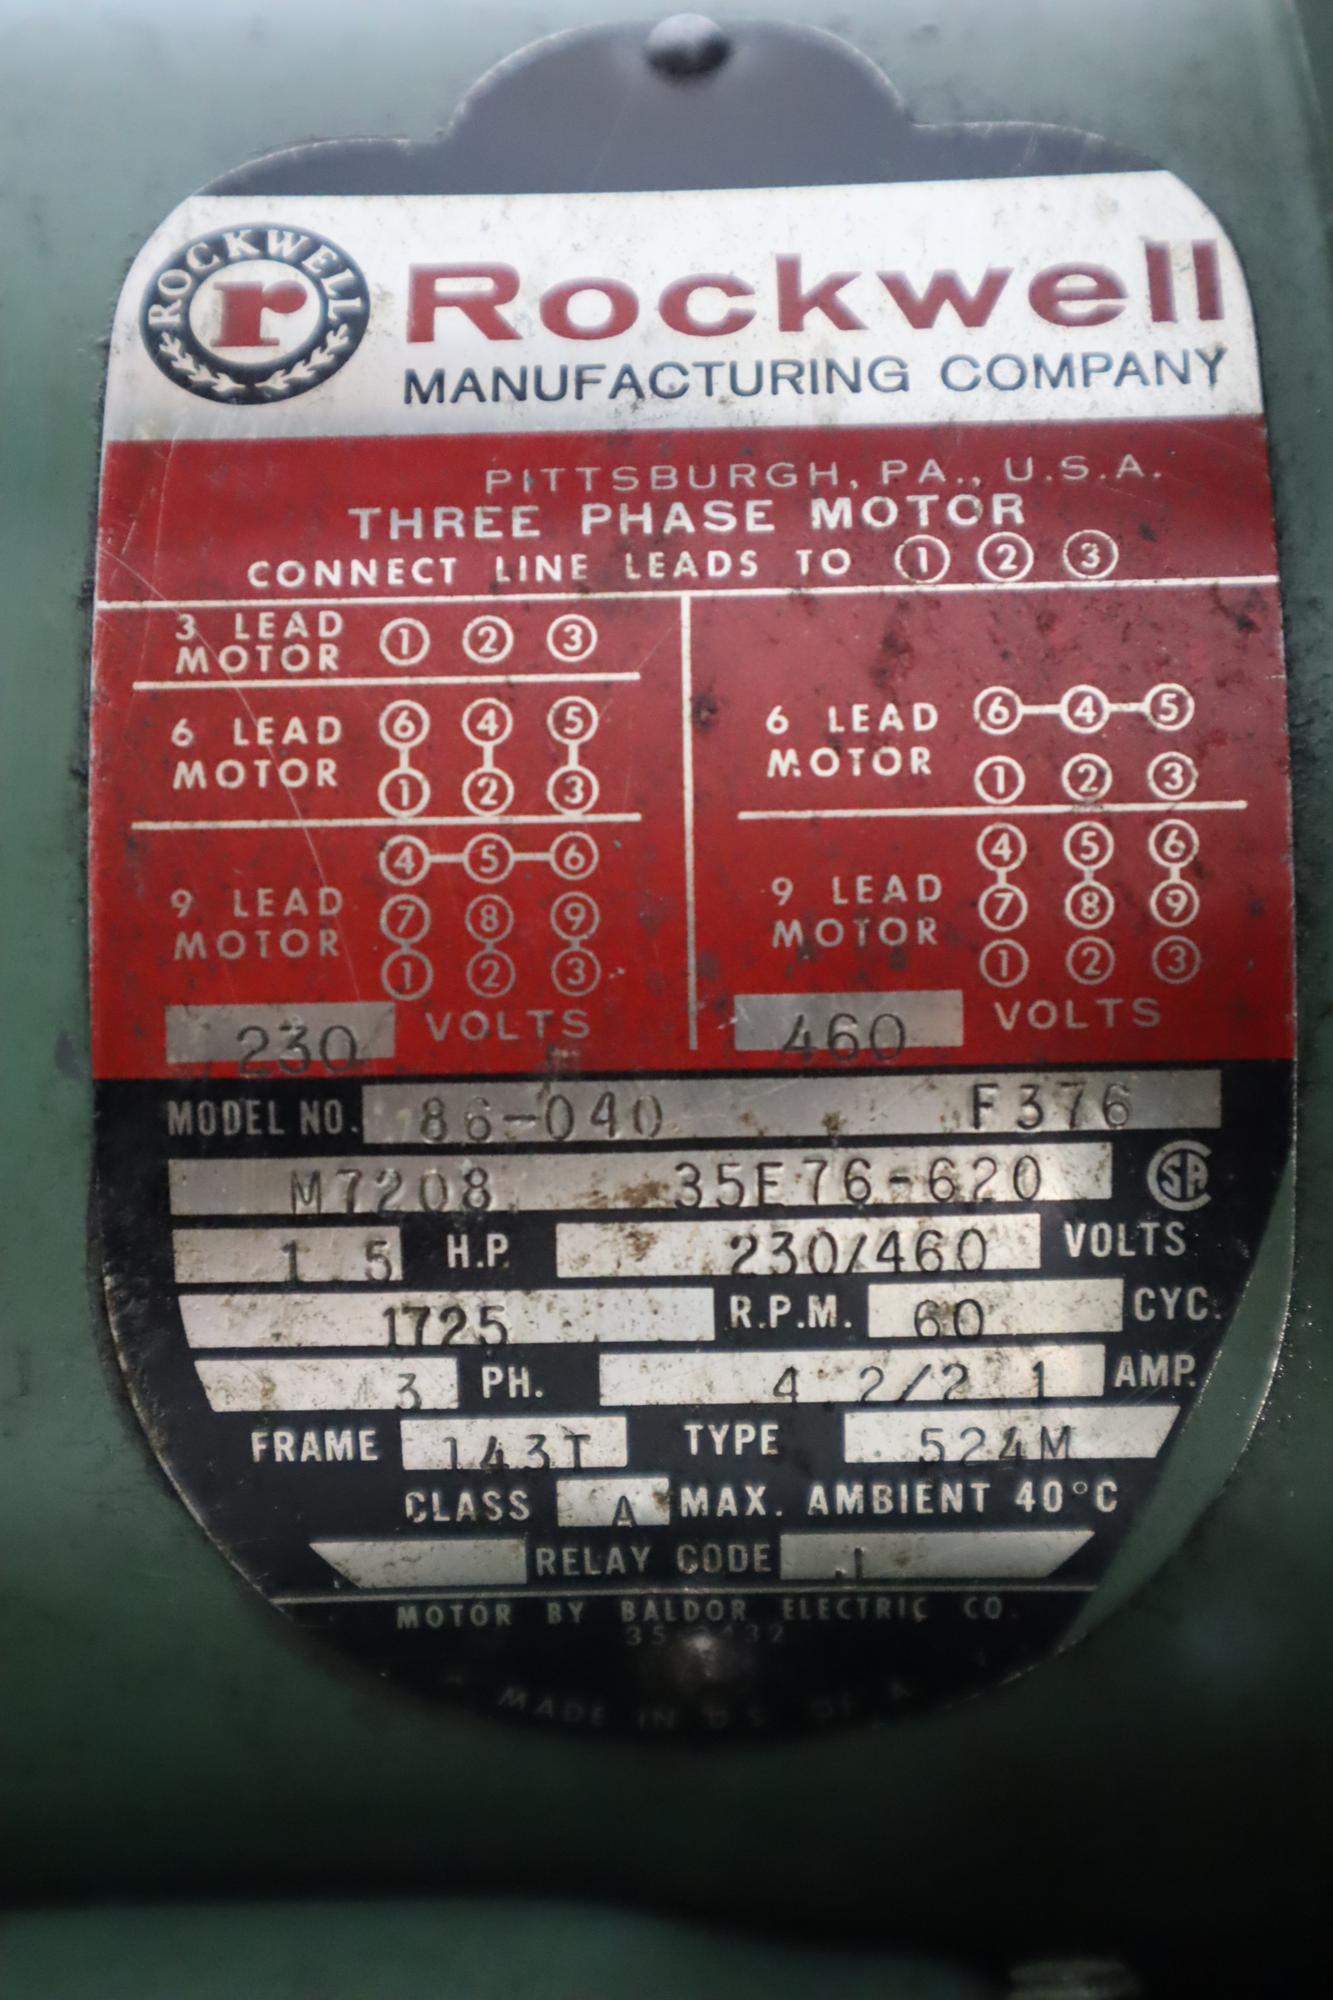 ROCKWELL
r
Rockwell
MANUFACTURING COMPANY
PITTSBURGH, PA., U.S.A.
THREE PHASE MOTOR
CONNECT LINE LEADS TO 1 2 3
3 LEAD MOTOR 1 2 3
6 LEAD MOTOR
6 4 5
1 2 3
9 LEAD MOTOR
4 5 6
7 8 9
1 2 3
230 VOLTS
6 LEAD MOTOR
6 4 5
1 2 3
9 LEAD MOTOR
4 5 6
7 8 9
1 2 3
460 VOLTS
MODEL NO. 86-040 F376
M7208 35E76-620 SA
1 5 H.P. 230/460 VOLTS
1725 R.P.M. 60 CYC.
3 PH. 4.2/2 1 AMP.
FRAME 143T TYPE 524M
CLASS A MAX. AMBIENT 40°C
RELAY CODE
MOTOR BY BALDOR ELECTRIC CO.
MADE IN U.S. OF A